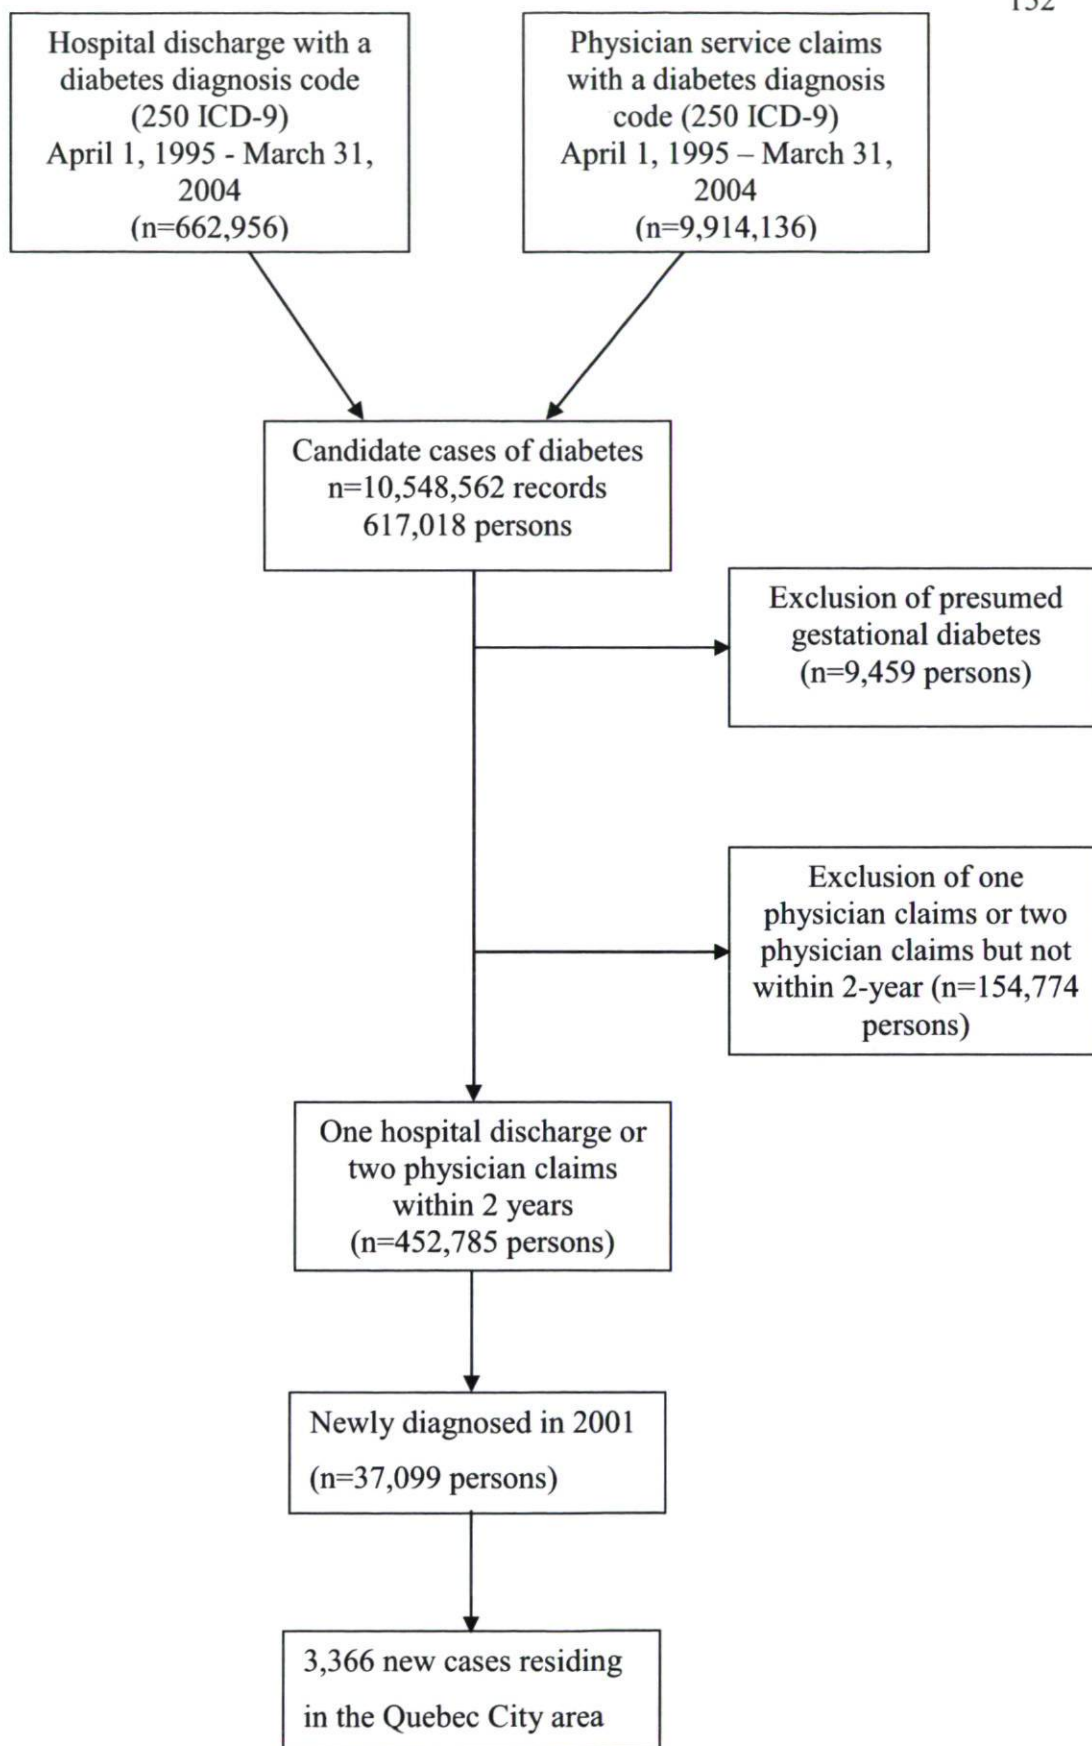 152
Hospital discharge with a
diabetes diagnosis code
(250 ICD-9)
April 1, 1995 - March 31,
2004
(n=662,956)
Physician service claims
with a diabetes diagnosis
code (250 ICD-9)
April 1, 1995 – March 31,
2004
(n=9,914,136)
Candidate cases of diabetes
n=10,548,562 records
617,018 persons
Exclusion of presumed
gestational diabetes
(n=9,459 persons)
Exclusion of one
physician claims or two
physician claims but not
within 2-year (n=154,774
persons)
One hospital discharge or
two physician claims
within 2 years
(n=452,785 persons)
Newly diagnosed in 2001
(n=37,099 persons)
3,366 new cases residing
in the Quebec City area